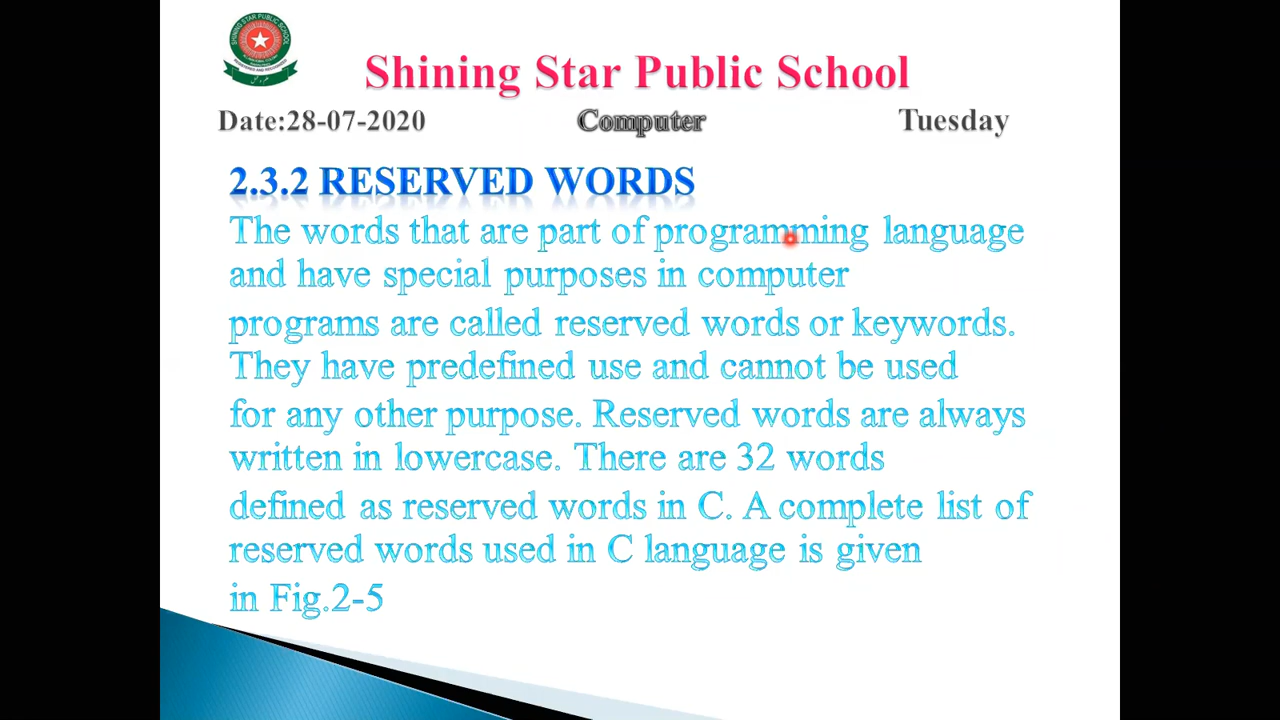 SHINING STAR PUBLIC SCHOOL
Shining Star Public School
Date:28-07-2020 Computer Tuesday
2.3.2 RESERVED WORDS
The words that are part of programming language
and have special purposes in computer
programs are called reserved words or keywords.
They have predefined use and cannot be used
for any other purpose. Reserved words are always
written in lowercase. There are 32 words
defined as reserved words in C. A complete list of
reserved words used in C language is given
in Fig.2-5